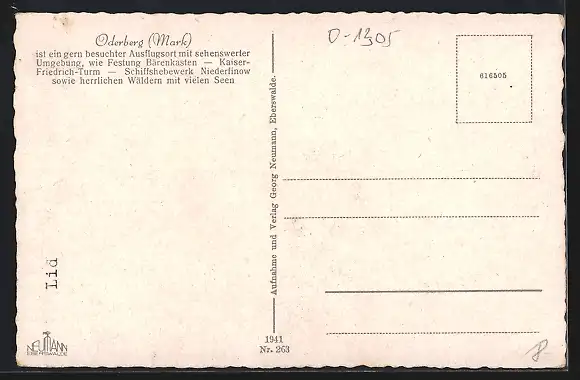 Oderberg (Mark)
ist ein gern besuchter Ausflugsort mit sehenswerter
Umgebung, wie Festung Bärenkasten — Kaiser-
Friedrich-Turm — Schiffshebewerk Niederfinow
sowie herrlichen Wäldern mit vielen Seen
Lid
NEUMANN
EBERSWALDE
Aufnahme und Verlag Georg Neumann, Eberswalde.
1941
Nr. 263
O-1305
616505